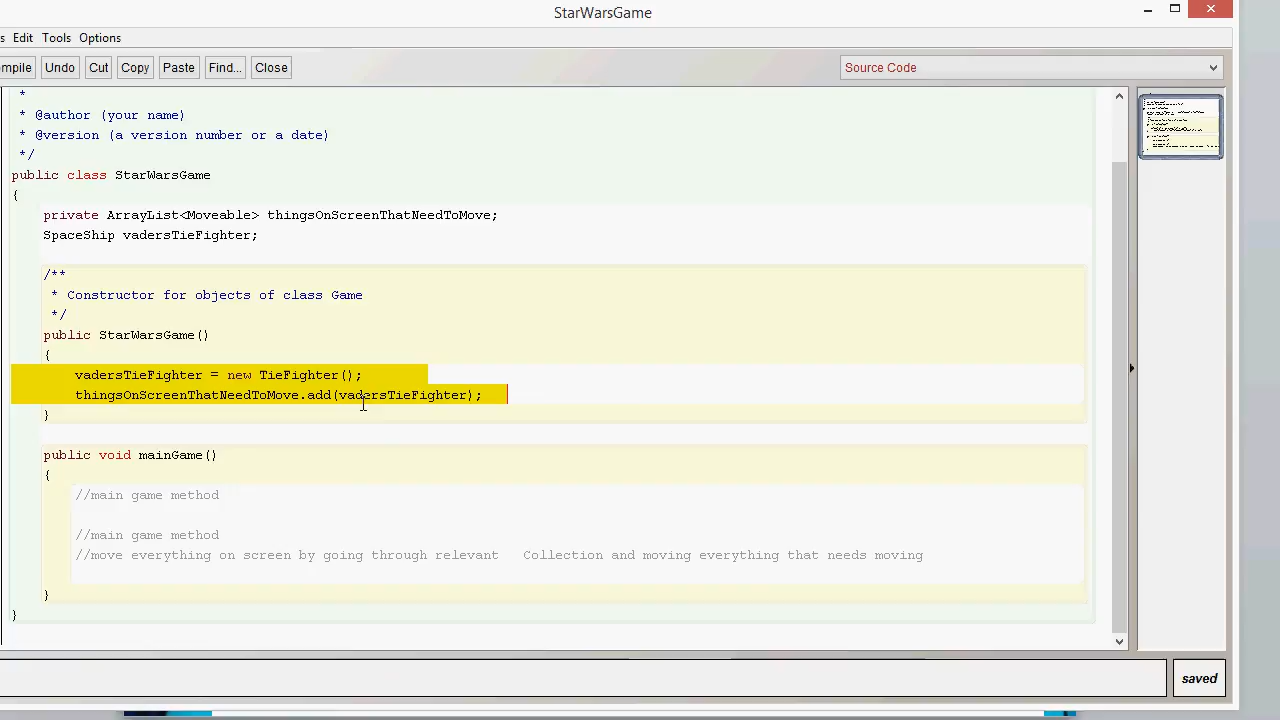 StarWarsGame
s Edit Tools Options
mpile Undo Cut Copy Paste Find... Close Source Code
*
* @author (your name)
* @version (a version number or a date)
*/
public class StarWarsGame
{
private ArrayList<Moveable> thingsOnScreenThatNeedToMove;
SpaceShip vadersTieFighter;
/**
* Constructor for objects of class Game
*/
public StarWarsGame()
{
vadersTieFighter = new TieFighter();
thingsOnScreenThatNeedToMove.add(vadersTieFighter);
}
public void mainGame()
{
//main game method
//main game method
//move everything on screen by going through relevant Collection and moving everything that needs moving
}
}
saved